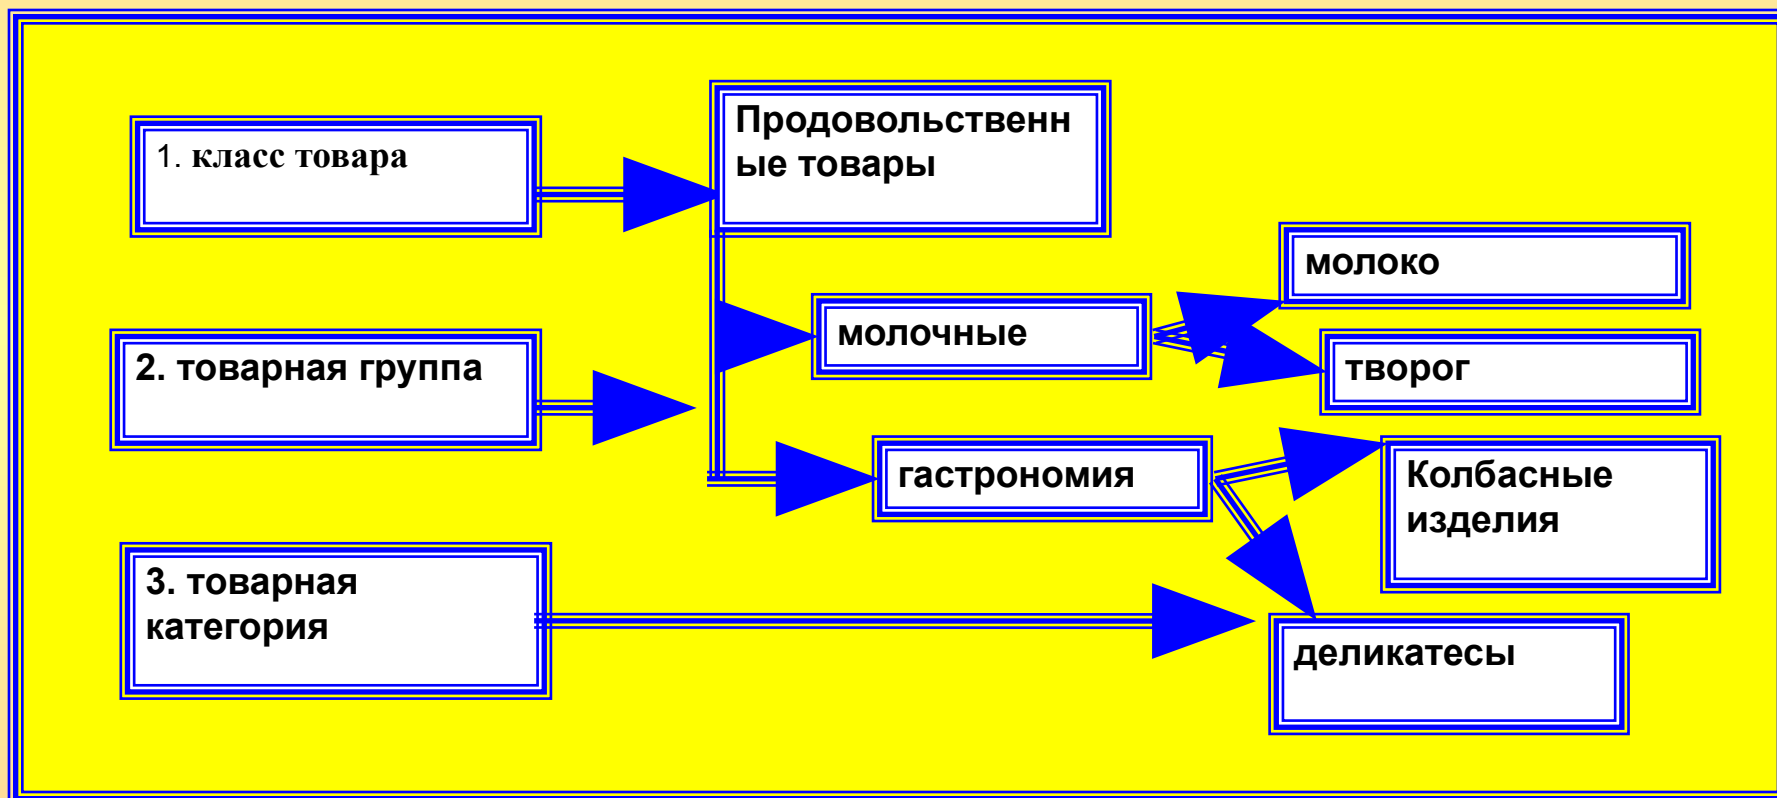 1. класс товара
Продовольственн
ые товары
молоко
молочные
2. товарная группа
творог
гастрономия
Колбасные
изделия
3. товарная
категория
деликатесы